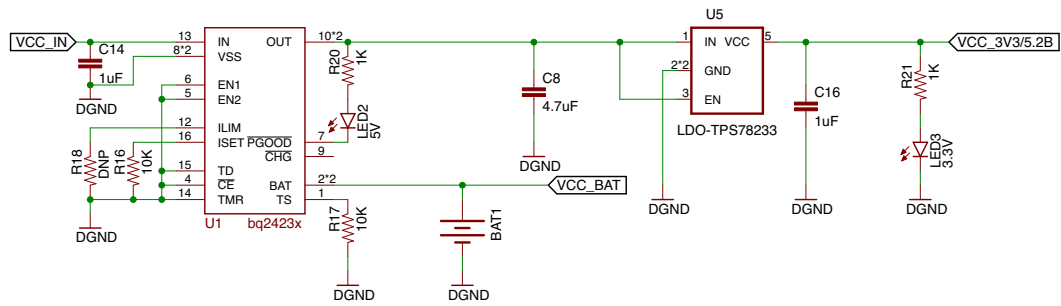 VCC_IN
C14
1uF
DGND
13
8*2
6
5
12
16
15
4
14
IN
VSS
EN1
EN2
ILIM
ISET
TD
CE
TMR
OUT
PGOOD
CHG
BAT
TS
U1
bq2423x
10*2
7
9
2*2
1
R18
DNP
R16
10K
DGND
R20
1K
LED2
5V
R17
10K
DGND
VCC_BAT
BAT1
DGND
C8
4.7uF
DGND
U5
1
2*2
3
IN
VCC
GND
EN
5
LDO-TPS78233
DGND
C16
1uF
DGND
VCC_3V3/5.2B
R21
1K
LED3
3.3V
DGND